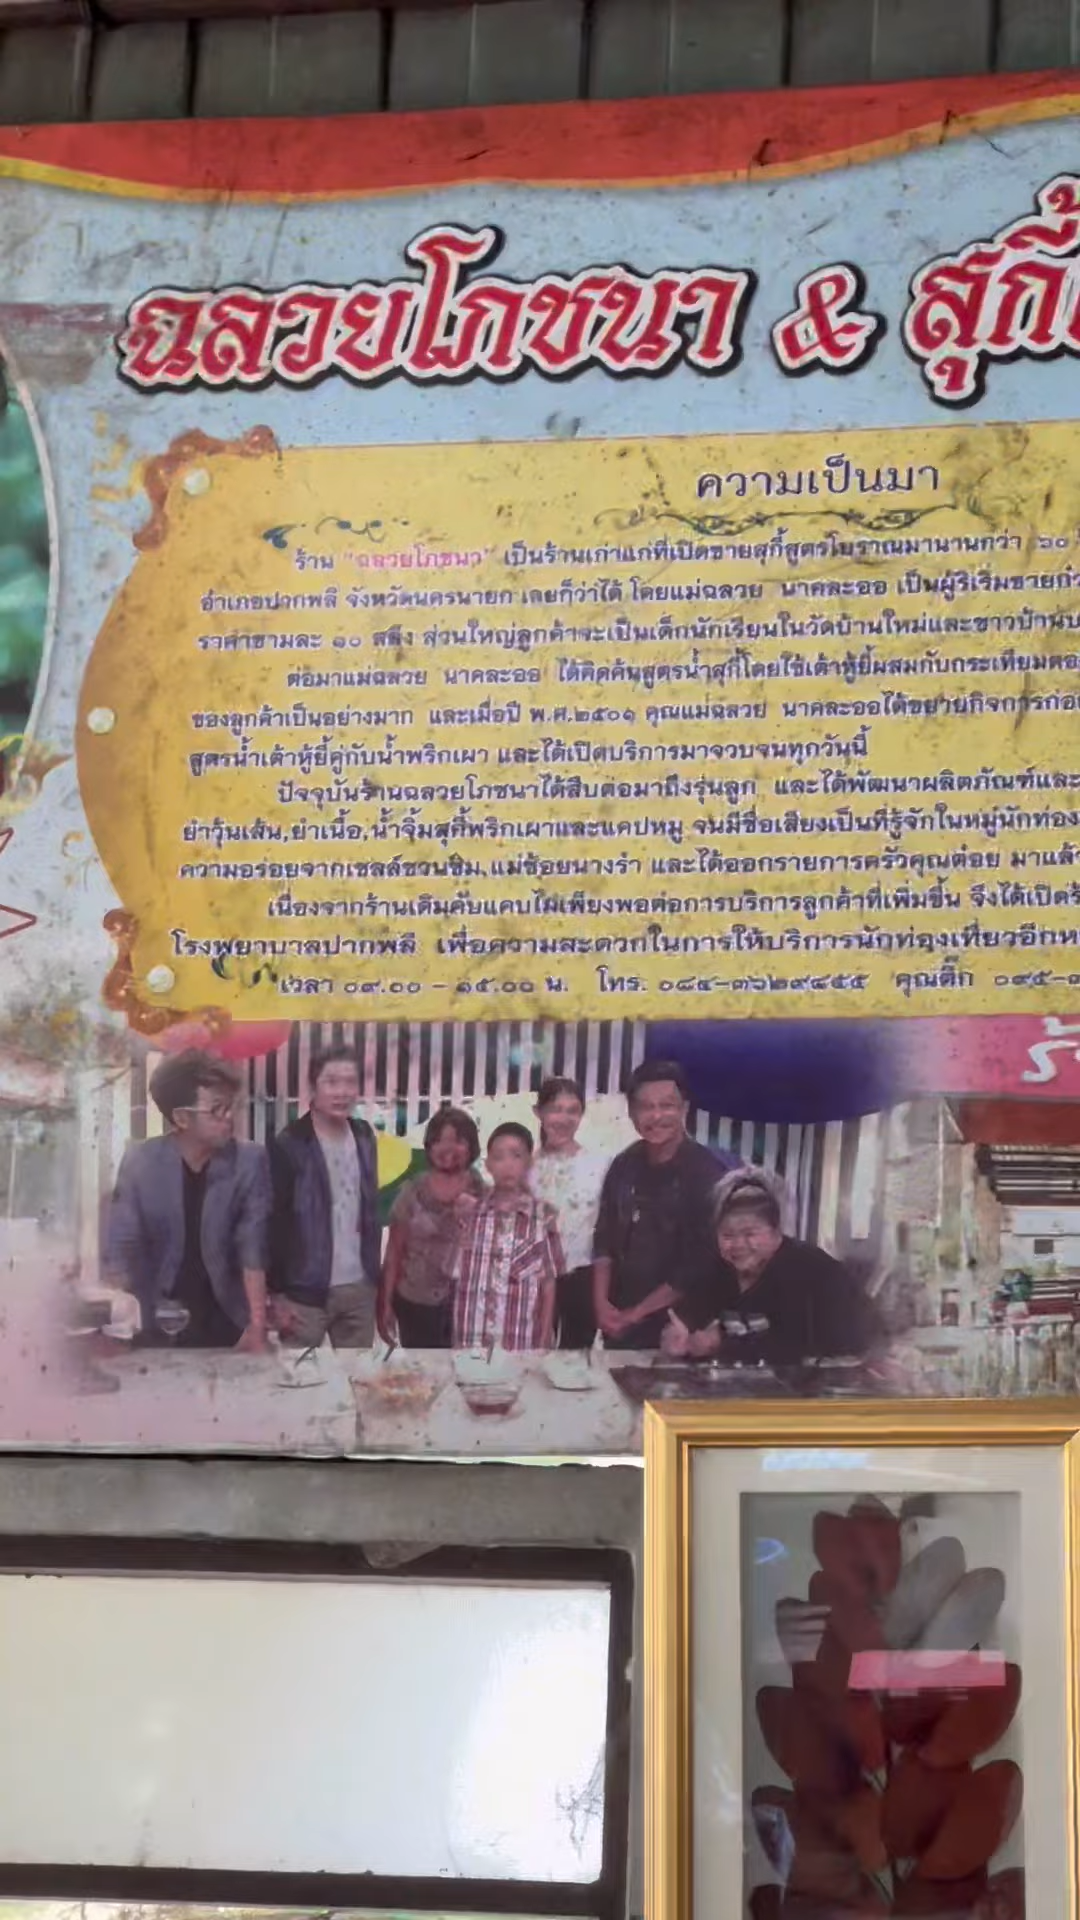 ฉลวยโภชนา & สุกี้
ความเป็นมา
ร้าน "ฉลวยโภชนา" เป็นร้านเก่าแก่ที่เปิดขายสุกี้สูตรโบราณมานานกว่า ๖๐
อำเภอปากพลี จังหวัดนครนายก เลยก็ว่าได้ โดยแม่ฉลวย นาคละออ เป็นผู้ริเริ่มขายก๋ว
ราคาชามละ ๑๐ สลึง ส่วนใหญ่ลูกค้าจะเป็นเด็กนักเรียนในวัดบ้านใหม่และชาวบ้าน
ต่อมาแม่ฉลวย นาคละออ ได้คิดค้นสูตรน้ำสุกี้โดยใช้เต้าหู้ยี้ผสมกับกระเทียมดอง
ของลูกค้าเป็นอย่างมาก และเมื่อปี พ.ศ.๒๕๐๑ คุณแม่ฉลวย นาคละออได้ขยายกิจการ
สูตรน้ำเต้าหู้ยี้คู่กับน้ำพริกเผา และได้เปิดบริการมาจวบจนทุกวันนี้
ปัจจุบันร้านฉลวยโภชนาได้สืบต่อมาถึงรุ่นลูก และได้พัฒนาผลิตภัณฑ์และ
ยำวุ้นเส้น,ยำเนื้อ,น้ำจิ้มสุกี้พริกเผาและแคปหมู จนมีชื่อเสียงเป็นที่รู้จักในหมู่นักท่อง
ความอร่อยจากเชลล์ชวนชิม,แม่ช้อยนางรำ และได้ออกรายการครัวคุณต๋อย มาแล้ว
เนื่องจากร้านเดิมคับแคบไม่เพียงพอต่อการบริการลูกค้าที่เพิ่มขึ้น จึงได้เปิด
โรงพยาบาลปากพลี เพื่อความสะดวกในการให้บริการนักท่องเที่ยวอีก
เวลา ๐๙.๐๐ - ๑๕.๐๐ น. โทร. ๐๘๔-๓๖๒๙๔๕๕ คุณติ๊ก ๐๙๕-